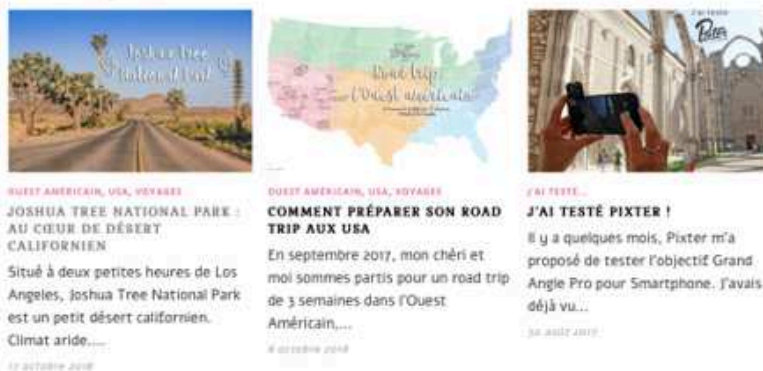 Joshua Tree
National Park
OUEST AMÉRICAIN, USA, VOYAGES
JOSHUA TREE NATIONAL PARK :
AU CŒUR DE DÉSERT
CALIFORNIEN
Situé à deux petites heures de Los
Angeles, Joshua Tree National Park
est un petit désert californien.
Climat aride....
17 octobre 2018
Road trip
l'Ouest américain
OUEST AMÉRICAIN, USA, VOYAGES
COMMENT PRÉPARER SON ROAD
TRIP AUX USA
En septembre 2017, mon chéri et
moi sommes partis pour un road trip
de 3 semaines dans l'Ouest
Américain,...
8 octobre 2018
J'ai testé
Pixter
J'AI TESTÉ...
J'AI TESTÉ PIXTER !
Il y a quelques mois, Pixter m'a
proposé de tester l'objectif Grand
Angle Pro pour Smartphone. J'avais
déjà vu...
30 août 2017